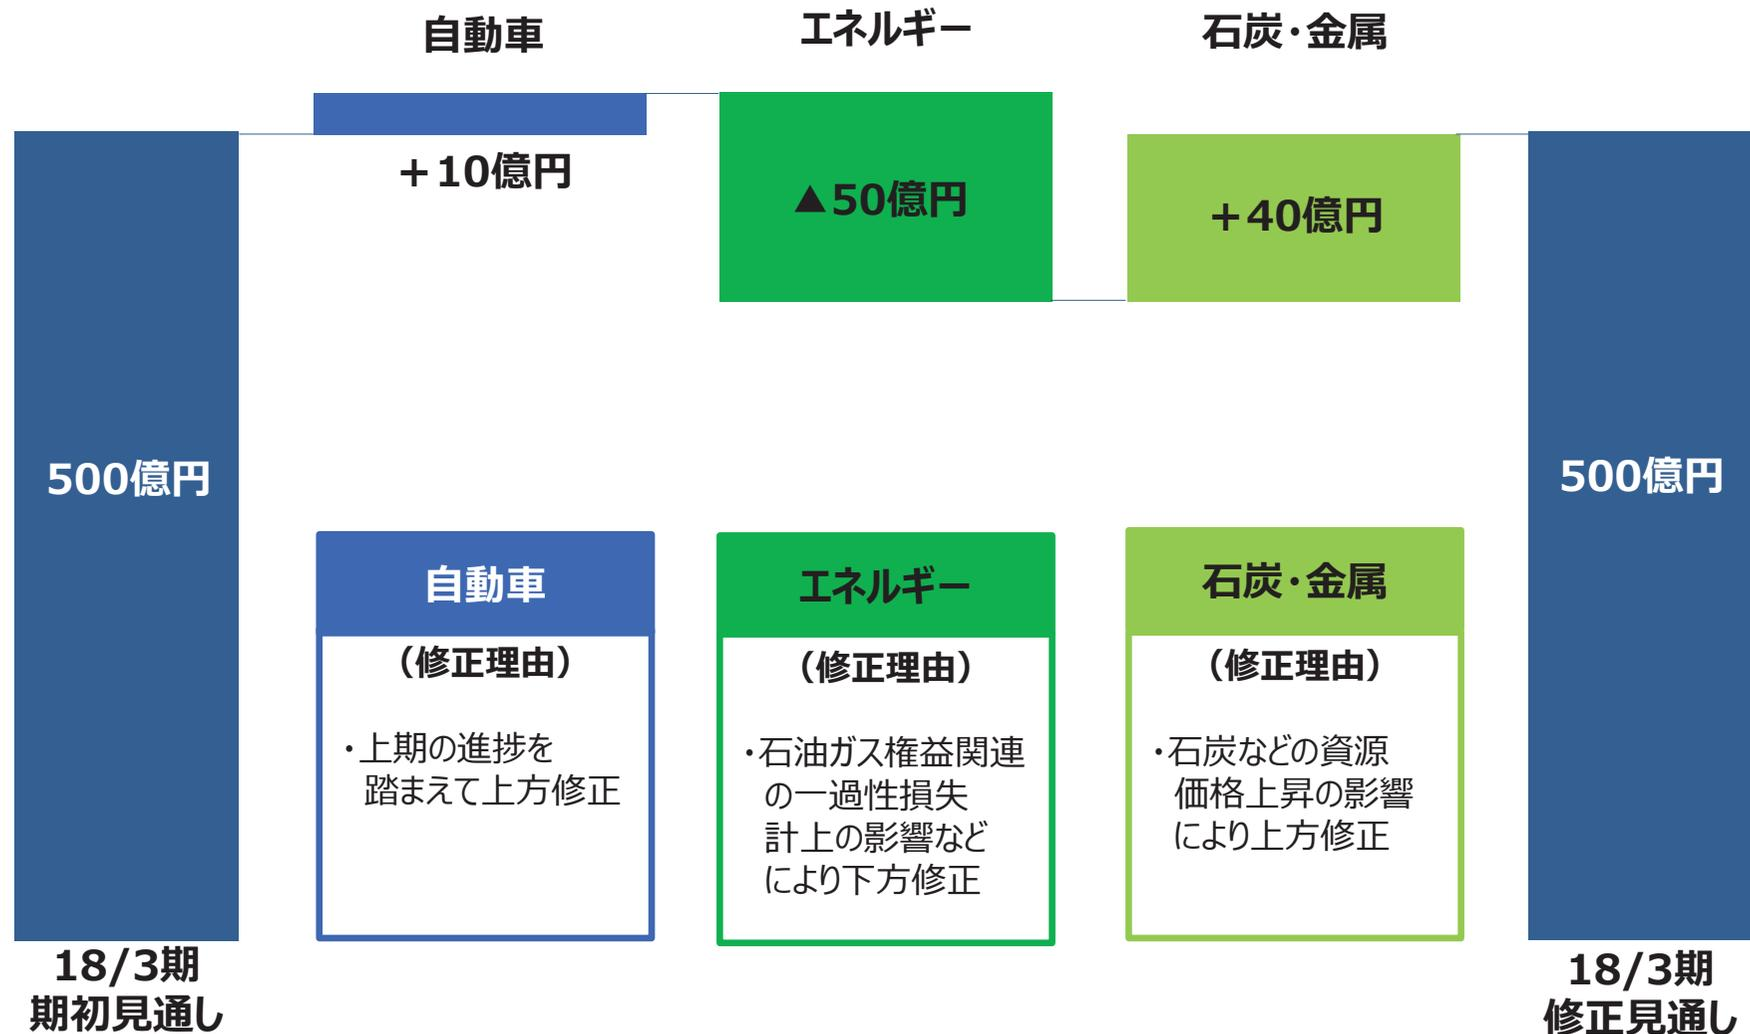 自動車
エネルギー
石炭・金属
＋10億円
▲50億円
＋40億円
500億円
500億円
自動車
（修正理由）
・上期の進捗を
踏まえて上方修正
エネルギー
（修正理由）
・石油ガス権益関連
の一過性損失
計上の影響など
により下方修正
石炭・金属
（修正理由）
・石炭などの資源
価格上昇の影響
により上方修正
18/3期
期初見通し
18/3期
修正見通し